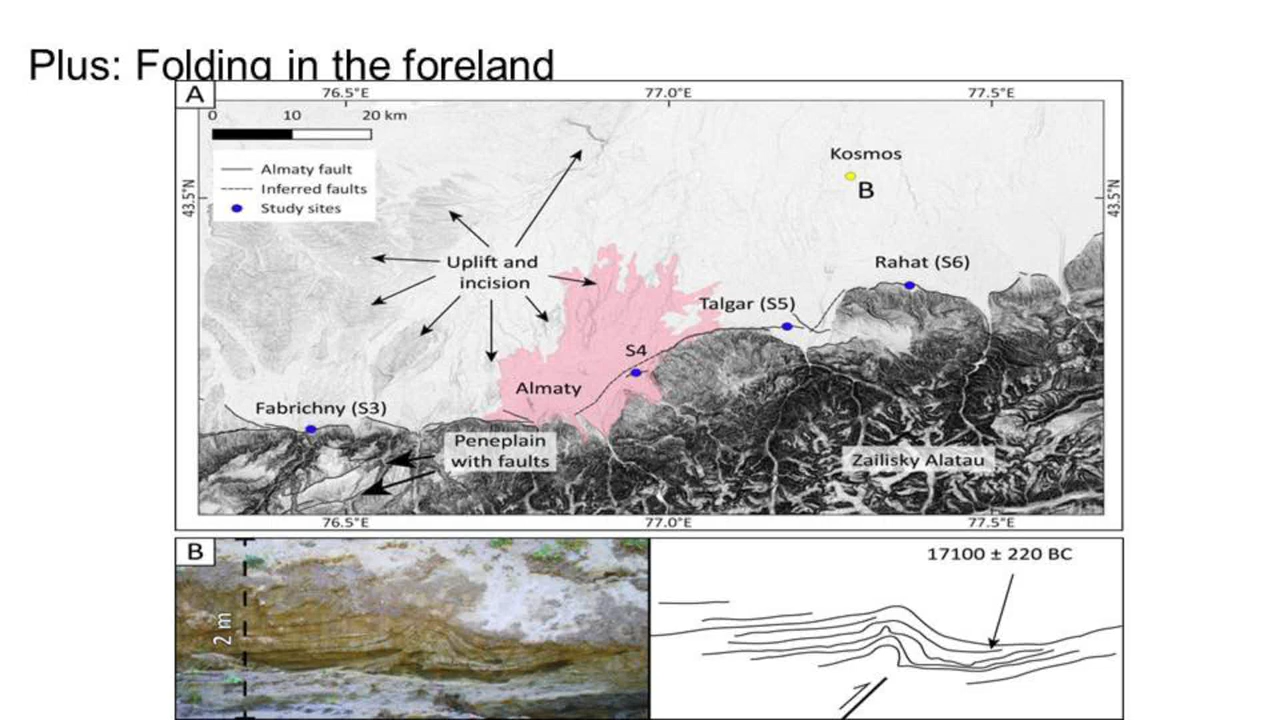 Plus: Folding in the foreland
A
76.5°E 77.0°E 77.5°E
0 10 20 km
Almaty fault
Inferred faults
Study sites
43.5°N
43.5°N
Kosmos
B
Uplift and
incision
Rahat (S6)
Talgar (S5)
S4
Almaty
Fabrichny (S3)
Peneplain
with faults
Zailisky Alatau
76.5°E 77.0°E 77.5°E
B
2 m
17100 ± 220 BC